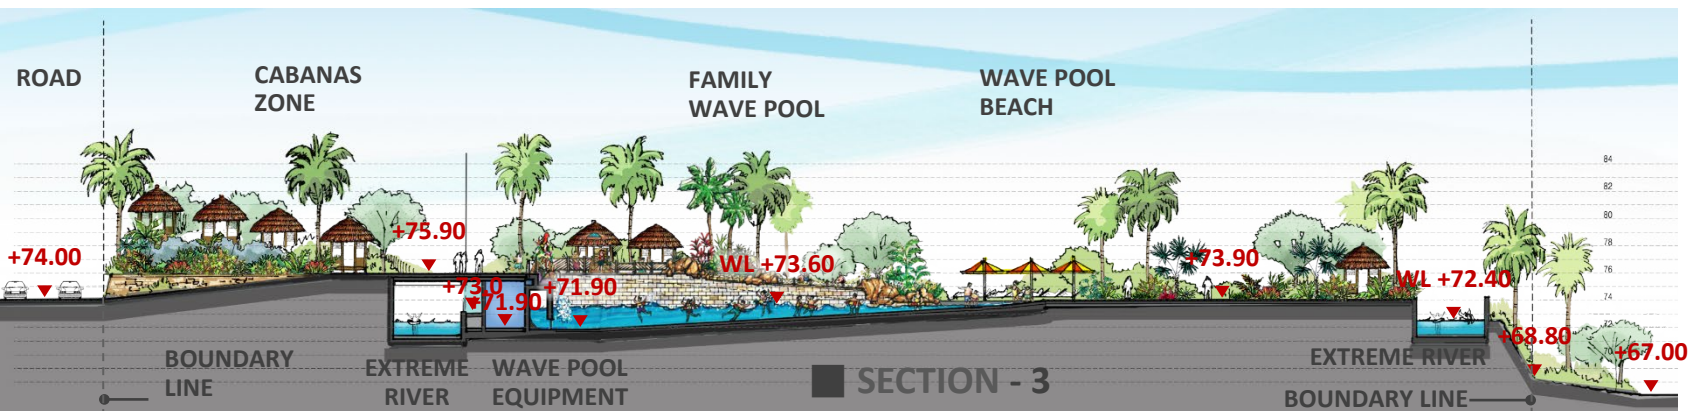 ROAD
CABANAS
ZONE
FAMILY
WAVE POOL
WAVE POOL
BEACH
84
82
80
78
76
74
72
70
+74.00
+75.90
+73.0
+71.90
+71.90
WL +73.60
+73.90
WL +72.40
+68.80
+67.00
BOUNDARY
LINE
EXTREME
RIVER
WAVE POOL
EQUIPMENT
SECTION - 3
EXTREME RIVER
BOUNDARY LINE